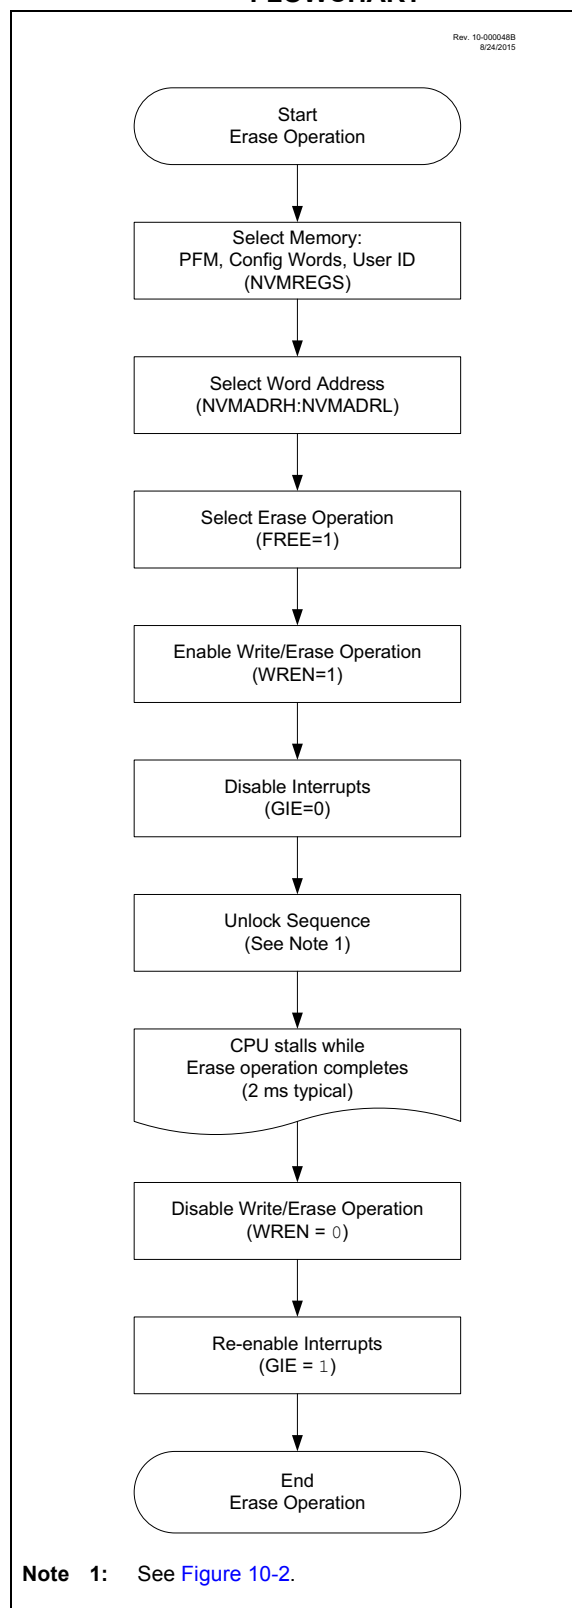 FLOWCHART
Rev. 10-000048B
8/24/2015
Start
Erase Operation
Select Memory:
PFM, Config Words, User ID
(NVMREGS)
Select Word Address
(NVMADRH:NVMADRL)
Select Erase Operation
(FREE=1)
Enable Write/Erase Operation
(WREN=1)
Disable Interrupts
(GIE=0)
Unlock Sequence
(See Note 1)
CPU stalls while
Erase operation completes
(2 ms typical)
Disable Write/Erase Operation
(WREN = 0)
Re-enable Interrupts
(GIE = 1)
End
Erase Operation
Note 1: See Figure 10-2.